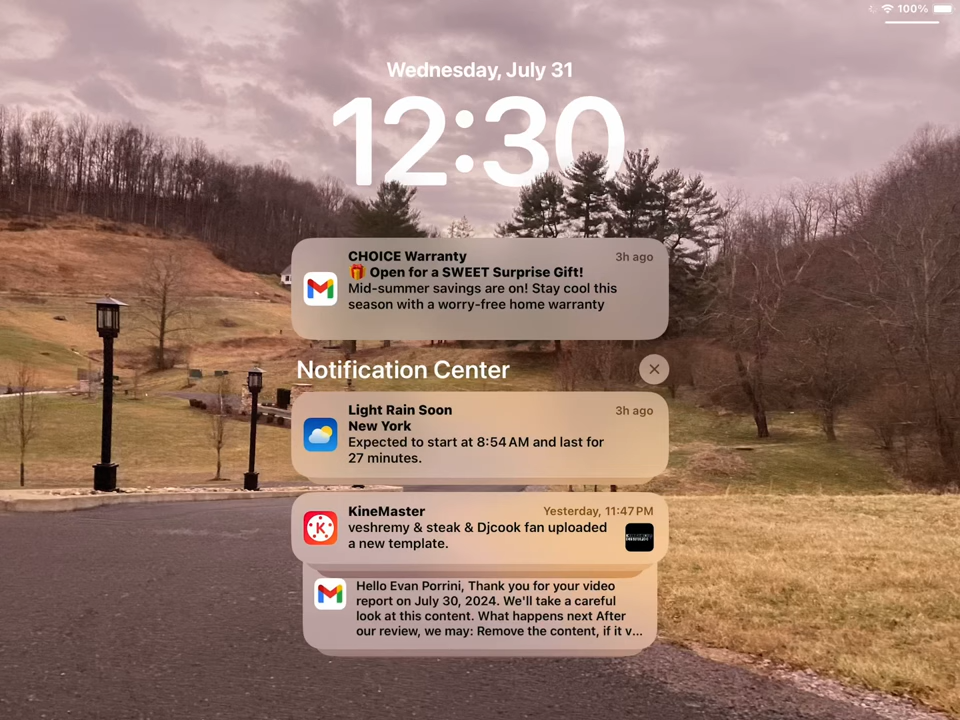 100%
Wednesday, July 31
12:30
CHOICE Warranty 3h ago
🎁 Open for a SWEET Surprise Gift!
Mid-summer savings are on! Stay cool this
season with a worry-free home warranty
Notification Center
Light Rain Soon 3h ago
New York
Expected to start at 8:54 AM and last for
27 minutes.
KineMaster Yesterday, 11:47 PM
veshremy & steak & Djcook fan uploaded
a new template.
Hello Evan Porrini, Thank you for your video
report on July 30, 2024. We'll take a careful
look at this content. What happens next After
our review, we may: Remove the content, if it v...